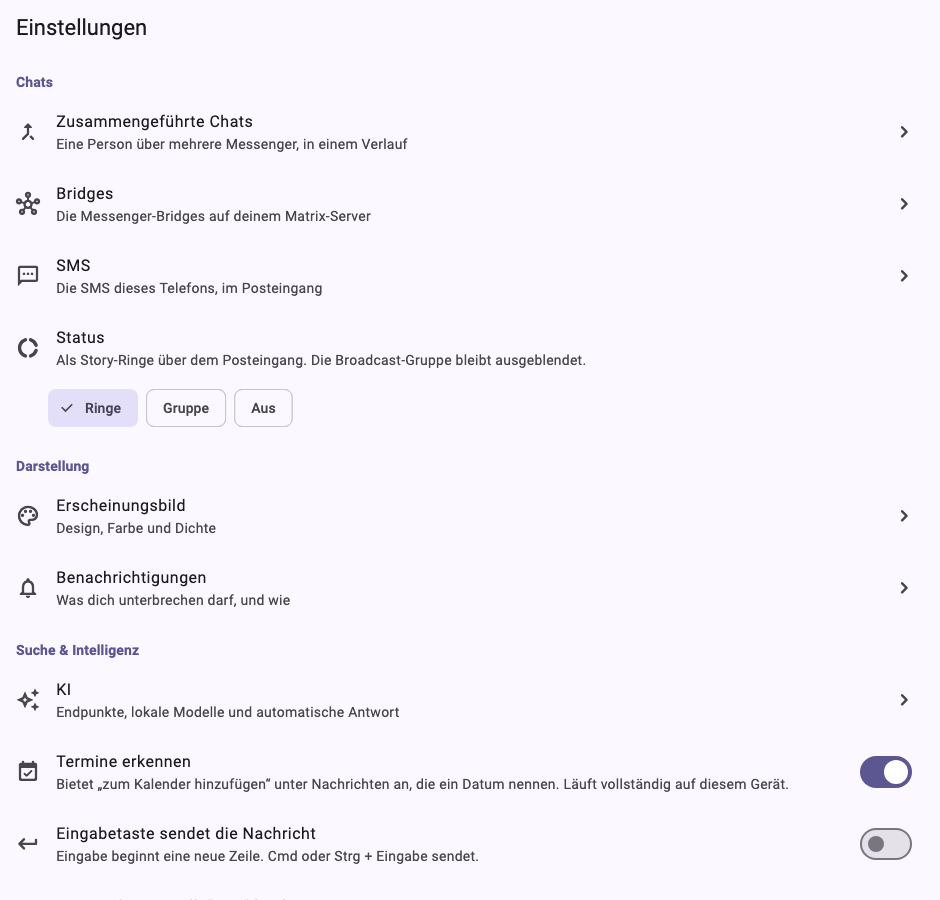 Einstellungen
Chats
Zusammengeführte Chats
Eine Person über mehrere Messenger, in einem Verlauf
Bridges
Die Messenger-Bridges auf deinem Matrix-Server
SMS
Die SMS dieses Telefons, im Posteingang
Status
Als Story-Ringe über dem Posteingang. Die Broadcast-Gruppe bleibt ausgeblendet.
Ringe Gruppe Aus
Darstellung
Erscheinungsbild
Design, Farbe und Dichte
Benachrichtigungen
Was dich unterbrechen darf, und wie
Suche & Intelligenz
KI
Endpunkte, lokale Modelle und automatische Antwort
Termine erkennen
Bietet „zum Kalender hinzufügen“ unter Nachrichten an, die ein Datum nennen. Läuft vollständig auf diesem Gerät.
Eingabetaste sendet die Nachricht
Eingabe beginnt eine neue Zeile. Cmd oder Strg + Eingabe sendet.